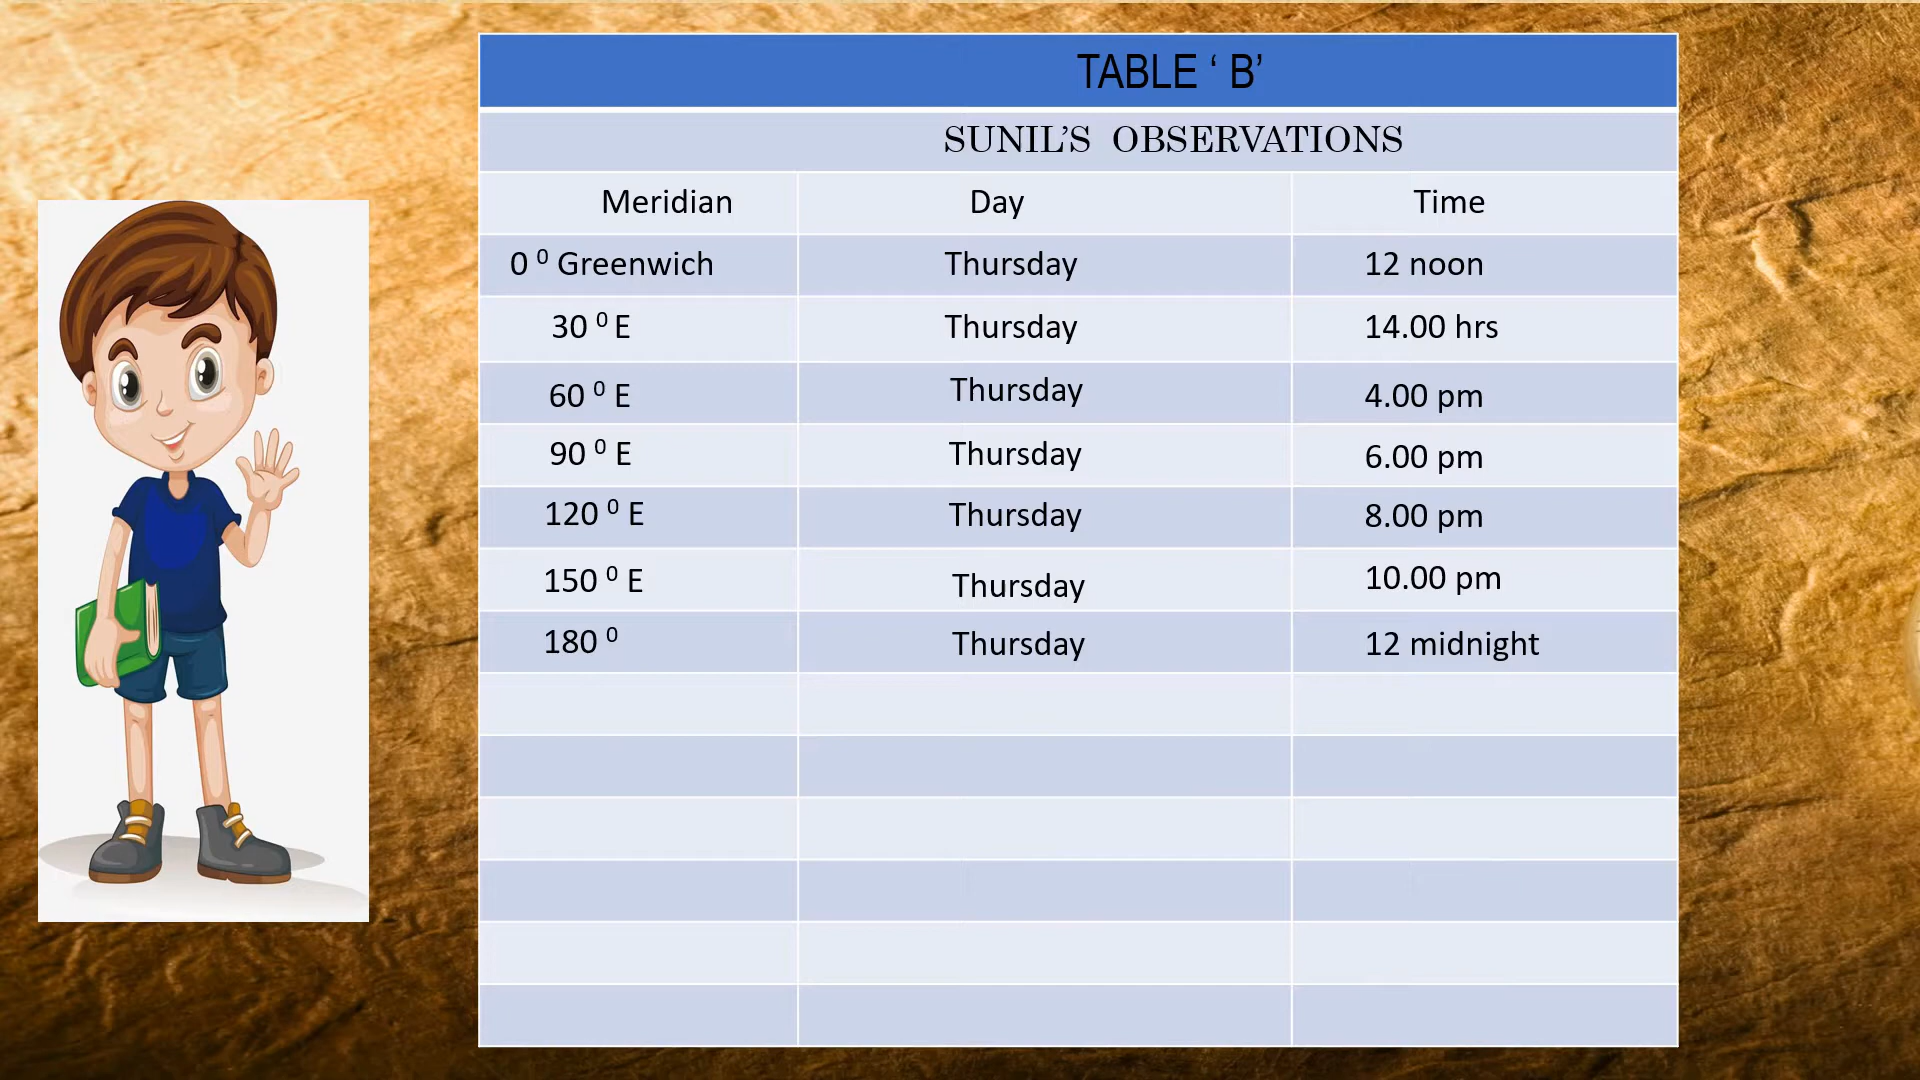 TABLE ‘ B’
SUNIL’S OBSERVATIONS
Meridian Day Time
0 ⁰ Greenwich Thursday 12 noon
30 ⁰ E Thursday 14.00 hrs
60 ⁰ E Thursday 4.00 pm
90 ⁰ E Thursday 6.00 pm
120 ⁰ E Thursday 8.00 pm
150 ⁰ E Thursday 10.00 pm
180 ⁰ Thursday 12 midnight